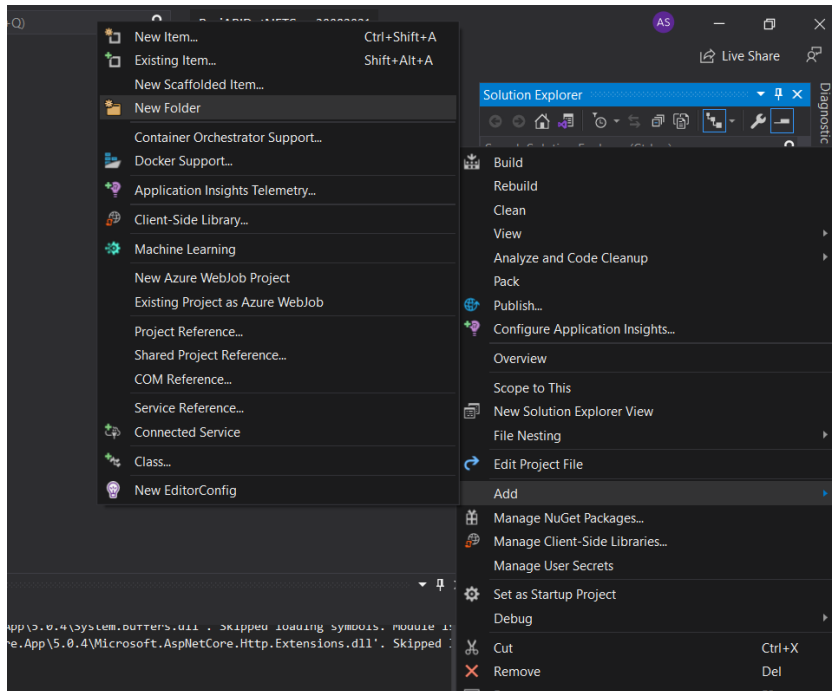 +Q)
AS
Live Share
New Item... Ctrl+Shift+A
Existing Item... Shift+Alt+A
New Scaffolded Item...
New Folder
Container Orchestrator Support...
Docker Support...
Application Insights Telemetry...
Client-Side Library...
Machine Learning
New Azure WebJob Project
Existing Project as Azure WebJob
Project Reference...
Shared Project Reference...
COM Reference...
Service Reference...
Connected Service
Class...
New EditorConfig
Solution Explorer
Diagnostic
Build
Rebuild
Clean
View
Analyze and Code Cleanup
Pack
Publish...
Configure Application Insights...
Overview
Scope to This
New Solution Explorer View
File Nesting
Edit Project File
Add
Manage NuGet Packages...
Manage Client-Side Libraries...
Manage User Secrets
Set as Startup Project
Debug
Cut Ctrl+X
Remove Del
App\5.0.4\System.Buffers.dll'. Skipped loading symbols. Module is
re.App\5.0.4\Microsoft.AspNetCore.Http.Extensions.dll'. Skipped